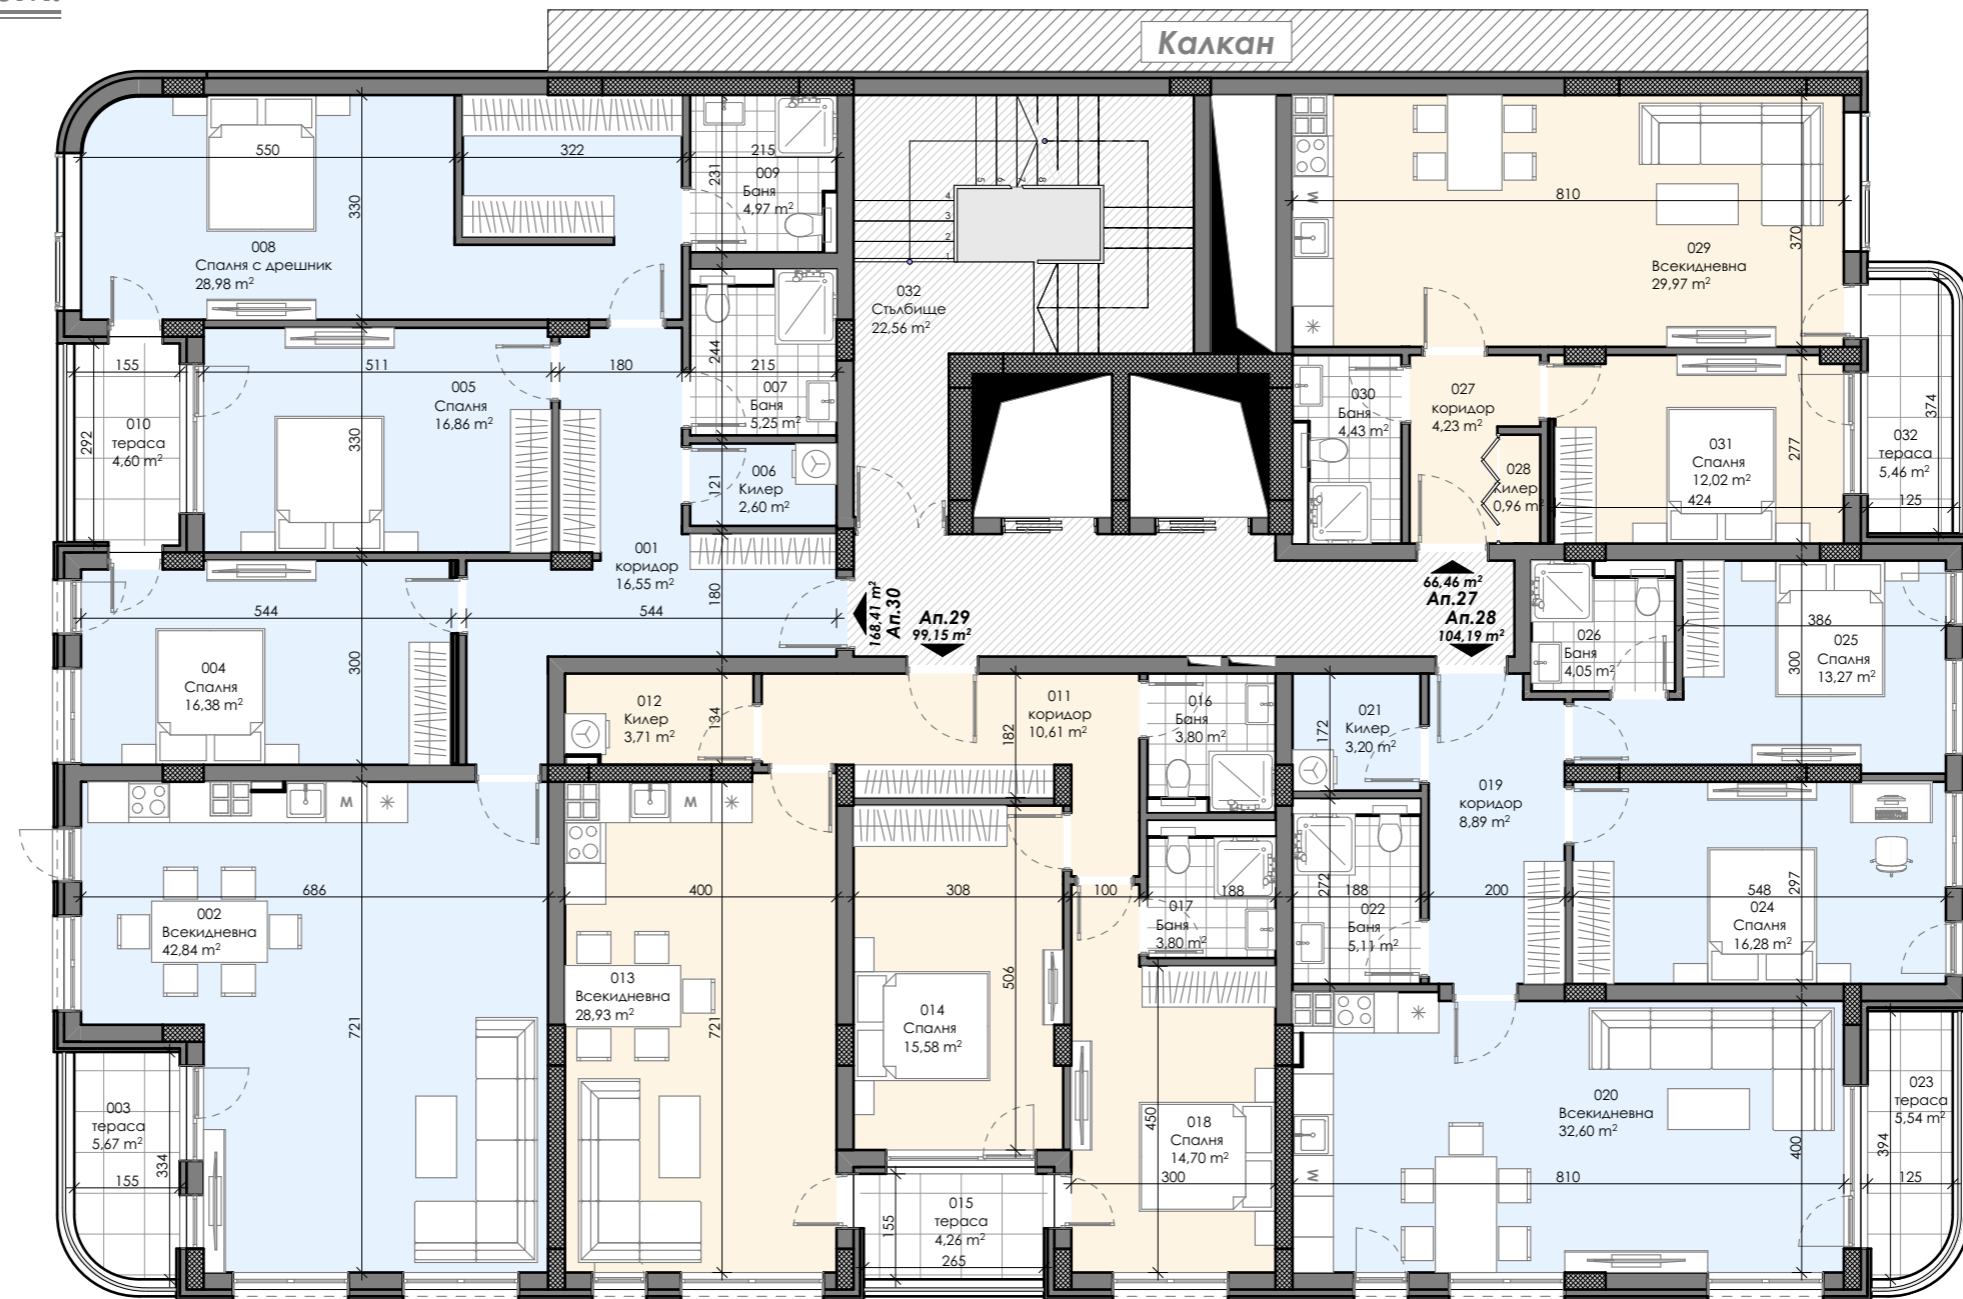 Калкан
550
322
215
231
009
Баня
4,97 m²
330
008
Спалня с дрешник
28,98 m²
5
6
7
8
4
3
2
1
032
Стълбище
22,56 m²
W
810
370
029
Всекидневна
29,97 m²
155
292
010
тераса
4,60 m²
511
005
Спалня
16,86 m²
330
180
244
215
007
Баня
5,25 m²
121
006
Килер
2,60 m²
030
Баня
4,43 m²
027
коридор
4,23 m²
028
Килер
0,96 m²
031
Спалня
12,02 m²
424
277
374
032
тераса
5,46 m²
125
001
коридор
16,55 m²
544
544
180
168,41 m²
Ап.30
Ап.29
99,15 m²
66,46 m²
Ап.27
Ап.28
104,19 m²
026
Баня
4,05 m²
386
300
025
Спалня
13,27 m²
300
004
Спалня
16,38 m²
012
Килер
3,71 m²
134
182
011
коридор
10,61 m²
016
Баня
3,80 m²
172
021
Килер
3,20 m²
M
M
019
коридор
8,89 m²
686
400
308
100
188
188
200
548
002
Всекидневна
42,84 m²
721
013
Всекидневна
28,93 m²
721
506
014
Спалня
15,58 m²
017
Баня
3,80 m²
272
022
Баня
5,11 m²
297
024
Спалня
16,28 m²
003
тераса
5,67 m²
334
155
450
018
Спалня
14,70 m²
300
W
020
Всекидневна
32,60 m²
400
810
394
023
тераса
5,54 m²
125
155
015
тераса
4,26 m²
265